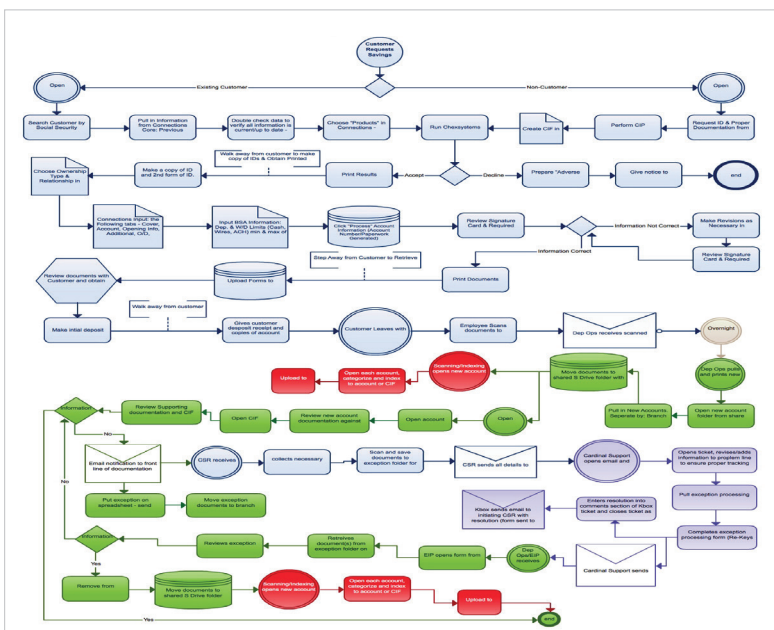 Customer
Requests
Savings
Open
Existing Customer
Non-Customer
Open
Search Customer by
Social Security
Put in Information
from Connections
Core: Previous
Double check data to
verify all information is
current/up to date -
Choose "Products" in
Connections -
Run Chexsystems
Create CIF in
Perform CIP
Request ID & Proper
Documentation from
Choose Ownership
Type &
Relationship in
Make a copy of ID
and 2nd form of ID.
Walk away from customer to make
copy of IDs & Obtain Printed
Print Results
Accept
Decline
Prepare "Adverse
Give notice to
end
Connections Input: the
Following tabs - Cover,
Account, Opening Info,
Additional, O/D,
Input BSA Information:
Dep. & W/D Limits (Cash,
Wires, ACH) min & max of
Click "Process" Account
Information (Account
Number/Paperwork
Generated)
Review Signature
Card & Required
Information Not Correct
Make Revisions as
Necessary in
Information Correct
Review Signature
Card & Required
Review documents with
Customer and obtain
Upload Forms to
Step Away from Customer to Retrieve
Print Documents
Make intial deposit
Walk away from customer
Gives customer
desposit receipt and
copies of account
Customer Leaves with
Employee Scans
documents to
Dep Ops receives scanned
Overnight
Upload to
Open each account,
categorize and index
to account or CIF
Scanning/Indexing
opens new account
Move documents to
shared S Drive folder with
Dep Ops pulls
and prints new
Information
Review Supporting
documentation and CIF
Open CIF
Review new account
documentation against
Open account
Open
Pull in New Accounts
Seperate by: Branch
Open new account
folder from share
No
Email notification to front
line of documentation
CSR receives
collects necessary
Scan and save
documents to
exception folder for
CSR sends all details to
Cardinal Support
opens email and
Opens ticket, revise/adds
information to proplem line
to ensure proper tracking
No
Put exception on
spreadsheet - send
Move exception
documents to branch
Kbox sends email to
initiating CSR with
resolution (form sent to
Enters resolution into
comments section of Kbox
ticket and closes ticket as
Pull exception processing
Information
Reviews exception
Retreives
document(s) from
exception folder on
EIP opens form from
Dep
Ops/EIP
receives
Cardinal Support sends
Completes exception
processing form (Re-Keys
Yes
Remove from
Move documents to
shared S Drive folder
Scanning/Indexing
opens new account
Open each account,
categorize and index
to account or CIF
Upload to
Yes
end